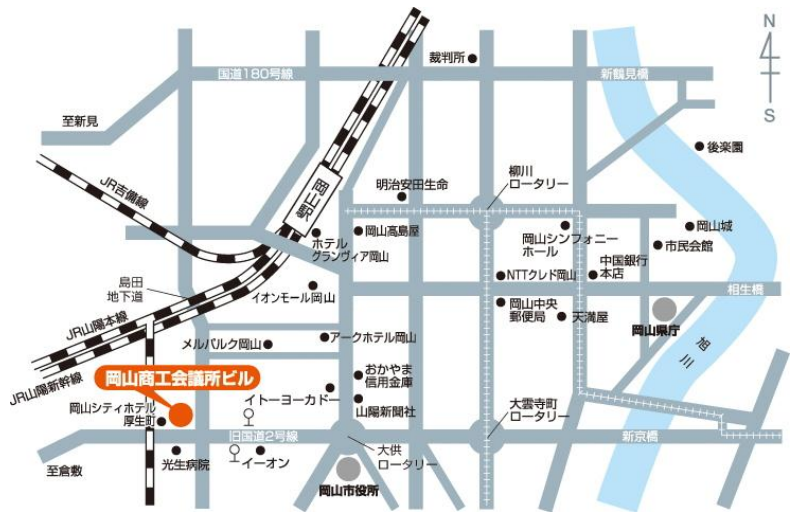 N
S
裁判所
国道180号線
新鶴見橋
至新見
後楽園
JR吉備線
岡山駅
明治安田生命
柳川
ロータリー
岡山高島屋
岡山シンフォニー
ホール
岡山城
市民会館
ホテル
グランヴィア岡山
中国銀行
本店
NTTクレド岡山
島田
地下道
イオンモール岡山
相生橋
岡山中央
郵便局
天満屋
岡山県庁
旭川
JR山陽本線
メルパルク岡山
アークホテル岡山
JR山陽新幹線
岡山商工会議所ビル
おかやま
信用金庫
イトーヨーカドー
山陽新聞社
岡山シティホテル
厚生町
大雲寺町
ロータリー
旧国道2号線
新京橋
大供
ロータリー
至倉敷
光生病院
イーオン
岡山市役所